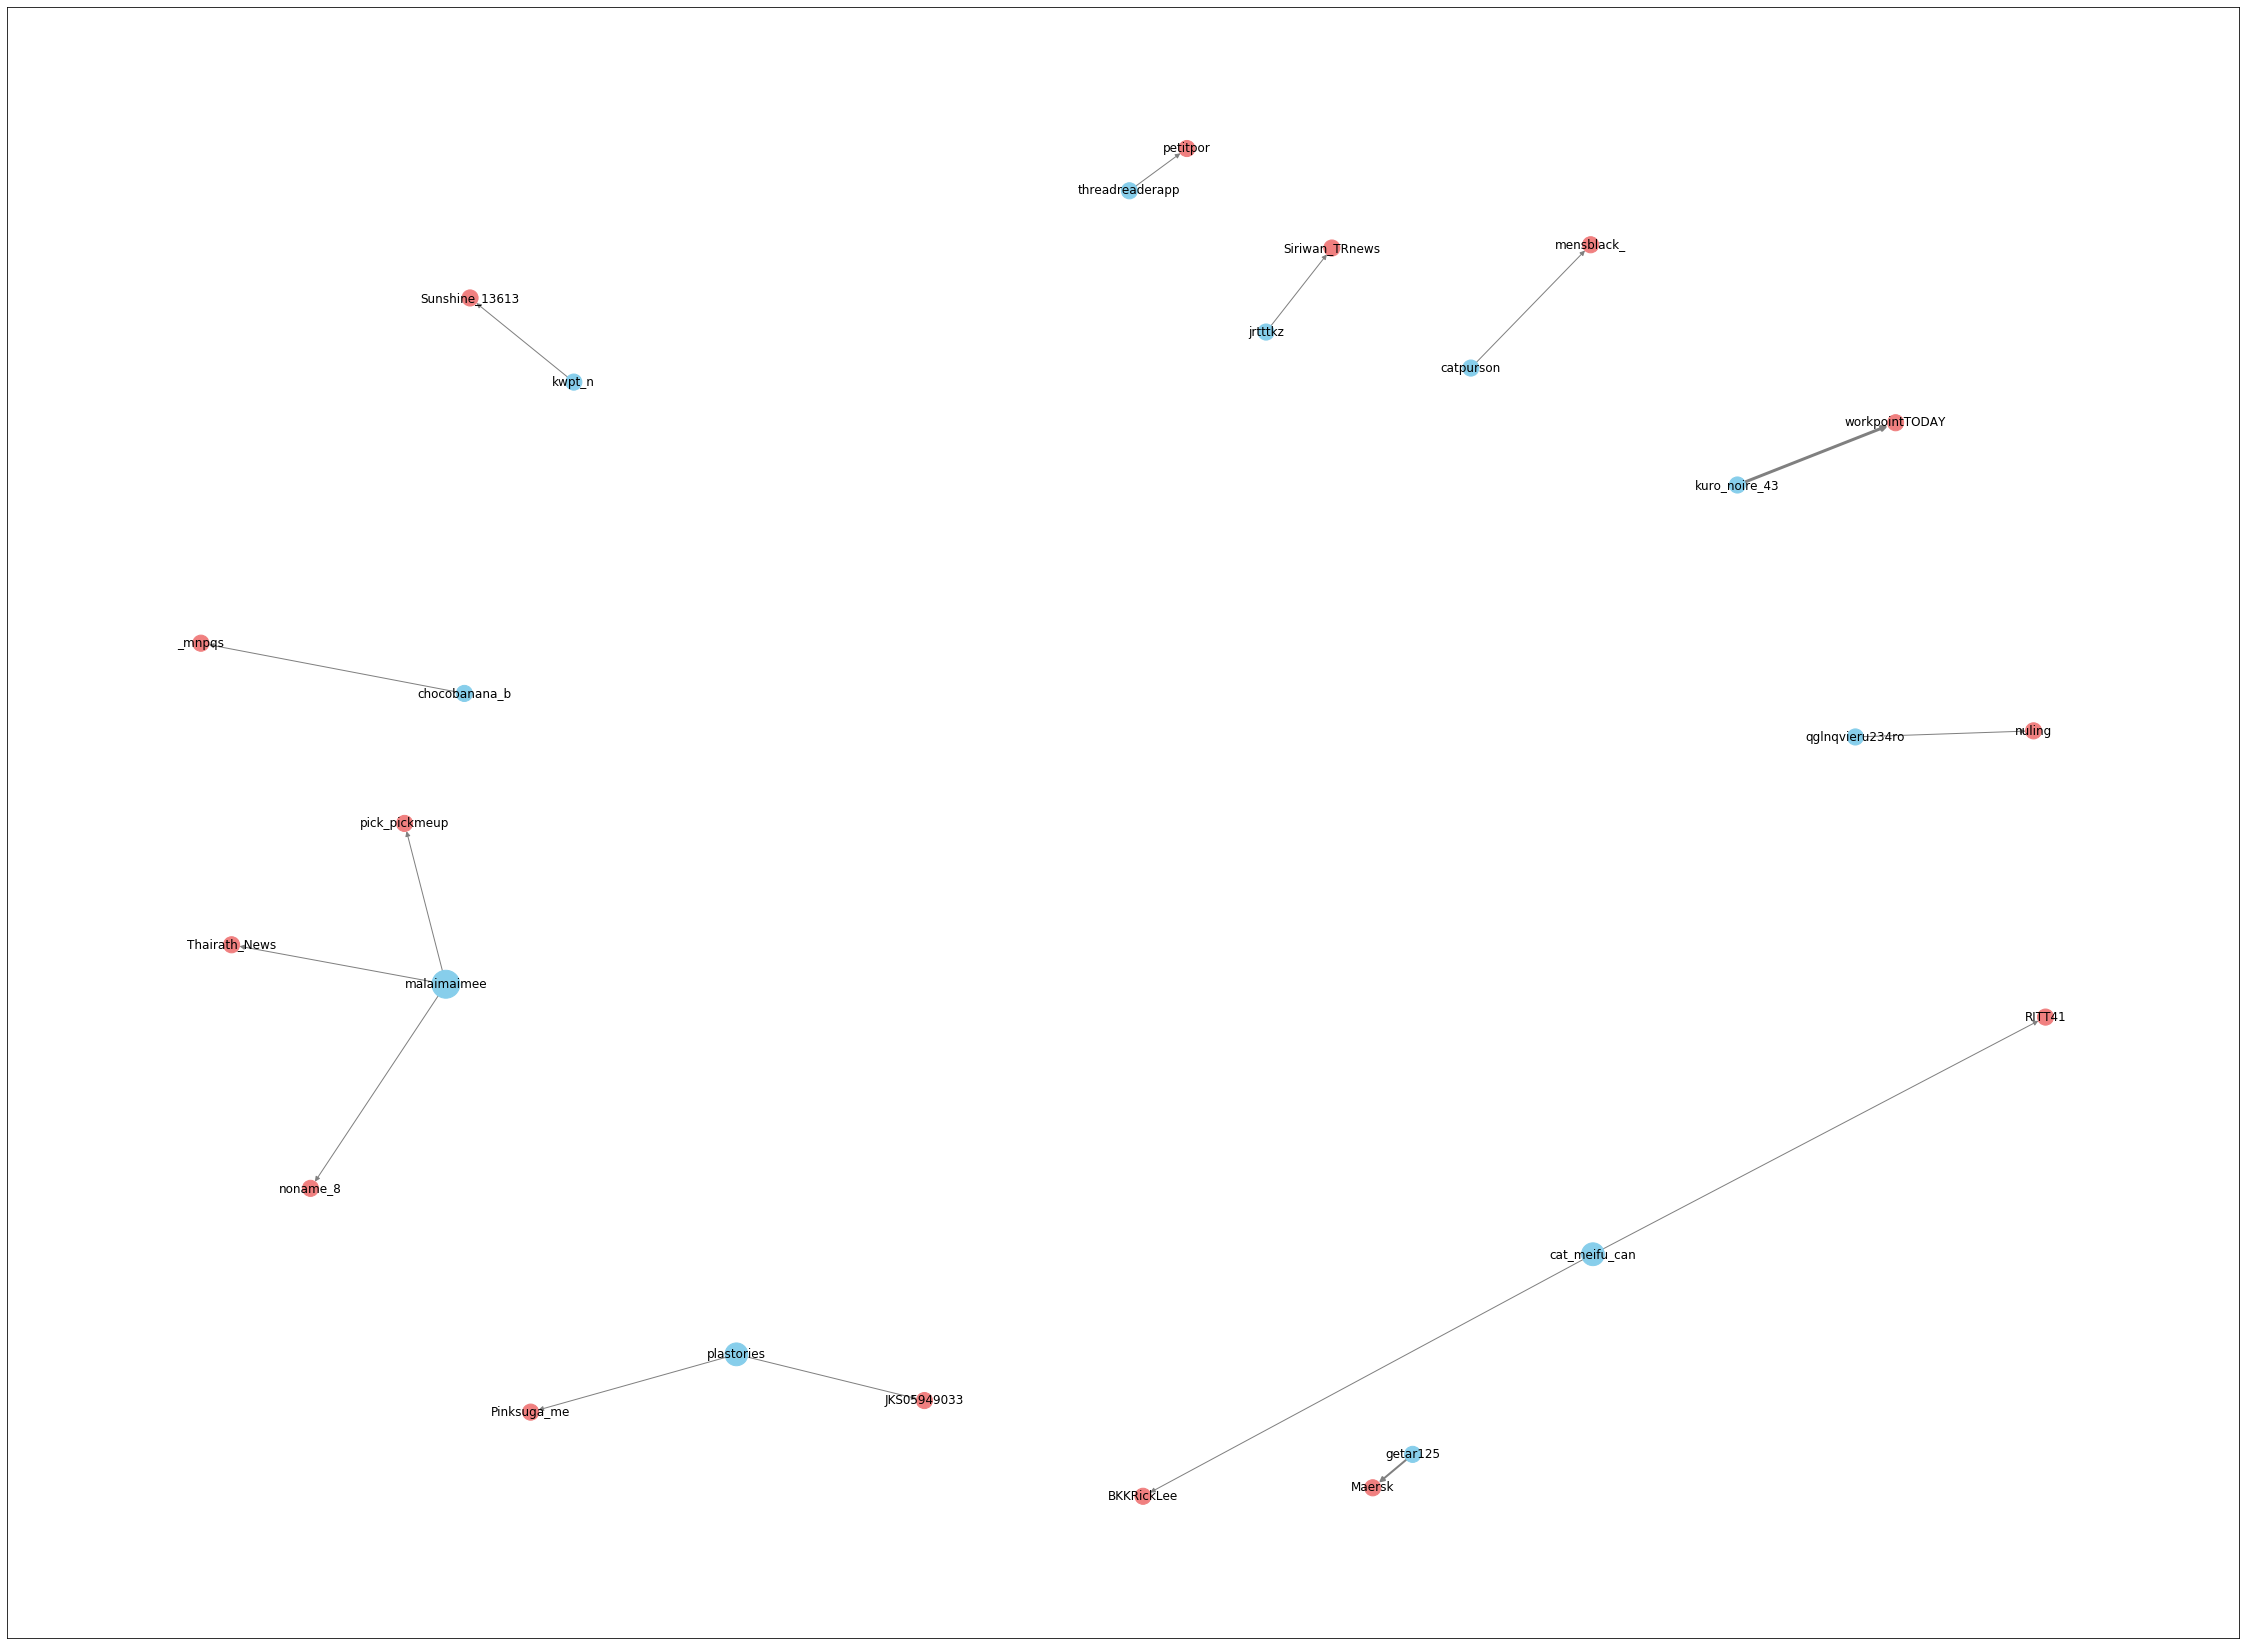 petitpor
threadreaderapp
Siriwan_TRnews
mensblack_
Sunshine_13613
jrtttkz
catpurson
kwpt_n
workpointTODAY
kuro_noire_43
_mnpqs
chocobanana_b
nuling
qglnqvieru234ro
pick_pickmeup
Thairath_News
malaimaimee
RJTT41
noname_8
cat_meifu_can
plastories
JKS05949033
Pinksuga_me
getar125
Maersk
BKKRickLee